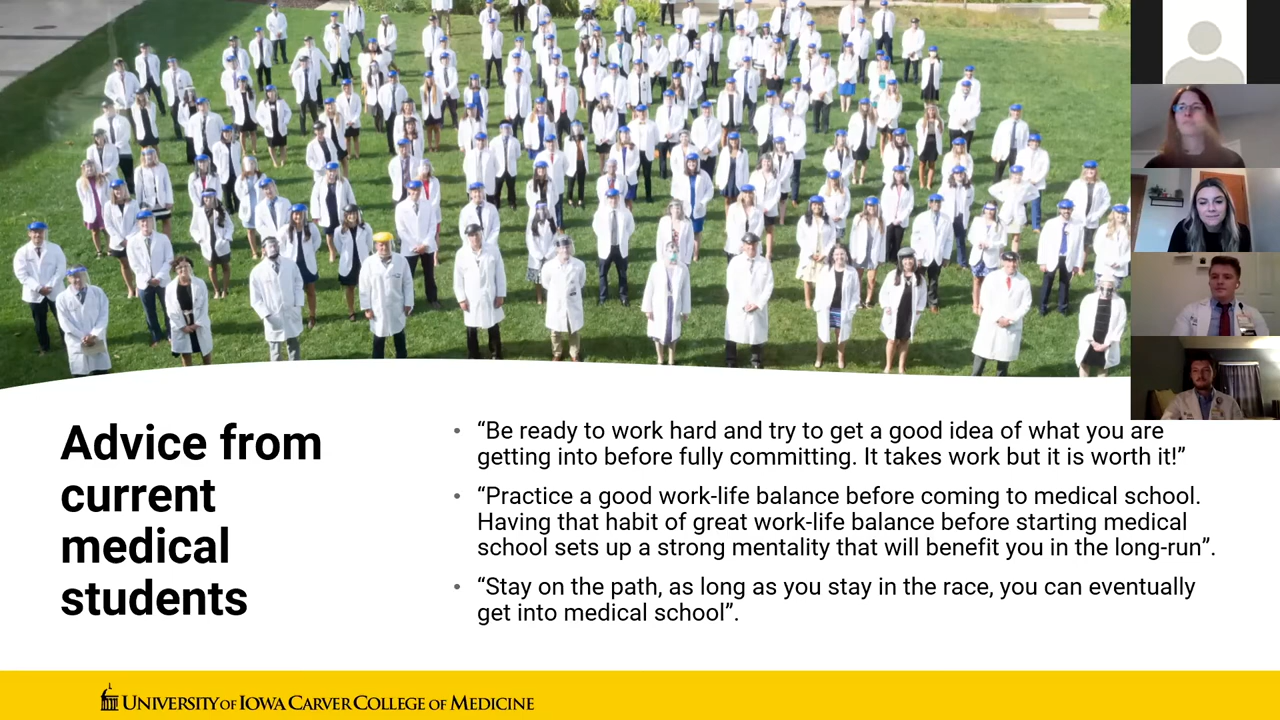 Advice from
current
medical
students
• “Be ready to work hard and try to get a good idea of what you are
getting into before fully committing. It takes work but it is worth it!”
• “Practice a good work-life balance before coming to medical school.
Having that habit of great work-life balance before starting medical
school sets up a strong mentality that will benefit you in the long-run”.
• “Stay on the path, as long as you stay in the race, you can eventually
get into medical school”.
UNIVERSITY OF IOWA CARVER COLLEGE OF MEDICINE